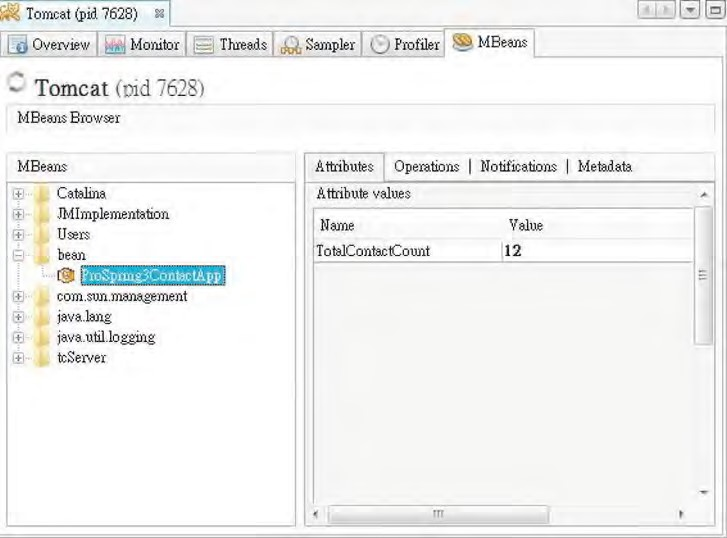 Tomcat (pid 7628)
Overview Monitor Threads Sampler Profiler MBeans
Tomcat (pid 7628)
MBeans Browser
MBeans
Catalina
JMImplementation
Users
bean
ProSpring3ContactApp
com.sun.management
java.lang
java.util.logging
tcServer
Attributes Operations | Notifications | Metadata
Attribute values
Name Value
TotalContactCount 12